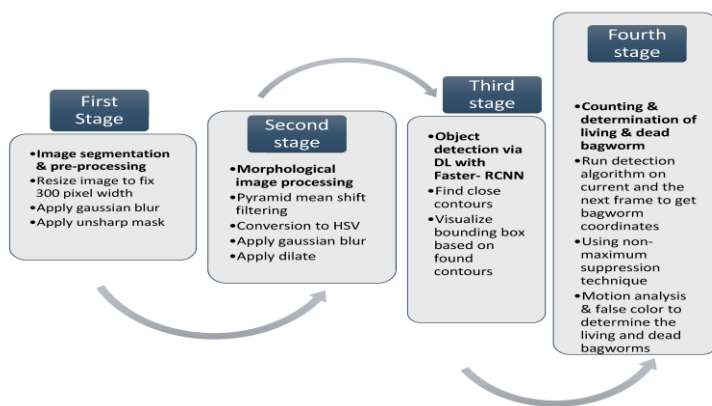 First
Stage
•Image segmentation
& pre-processing
•Resize image to fix
300 pixel width
•Apply gaussian blur
•Apply unsharp mask
Second
stage
•Morphological
image processing
•Pyramid mean shift
filtering
•Conversion to HSV
•Apply gaussian blur
•Apply dilate
Third
stage
•Object
detection via
DL with
Faster- RCNN
•Find close
contours
•Visualize
bounding box
based on
found
contours
Fourth
stage
•Counting &
determination of
living & dead
bagworm
•Run detection
algorithm on
current and the
next frame to get
bagworm
coordinates
•Using non-
maximum
suppression
technique
•Motion analysis
& false color to
determine the
living and dead
bagworms